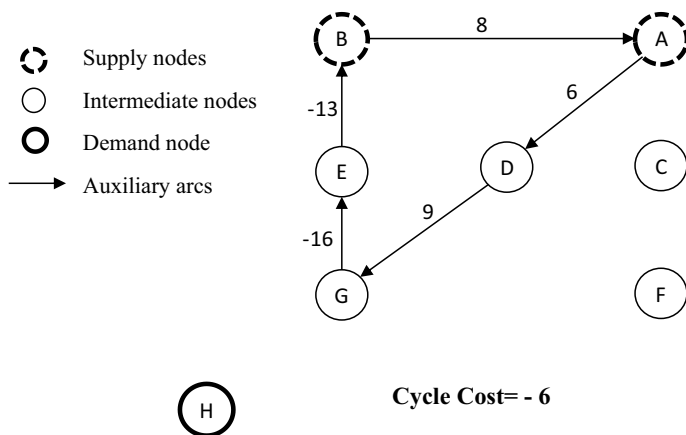 B
8
A
Supply nodes
Intermediate nodes
-13
6
Demand node
E
D
C
Auxiliary arcs
-16
9
G
F
H
Cycle Cost= - 6